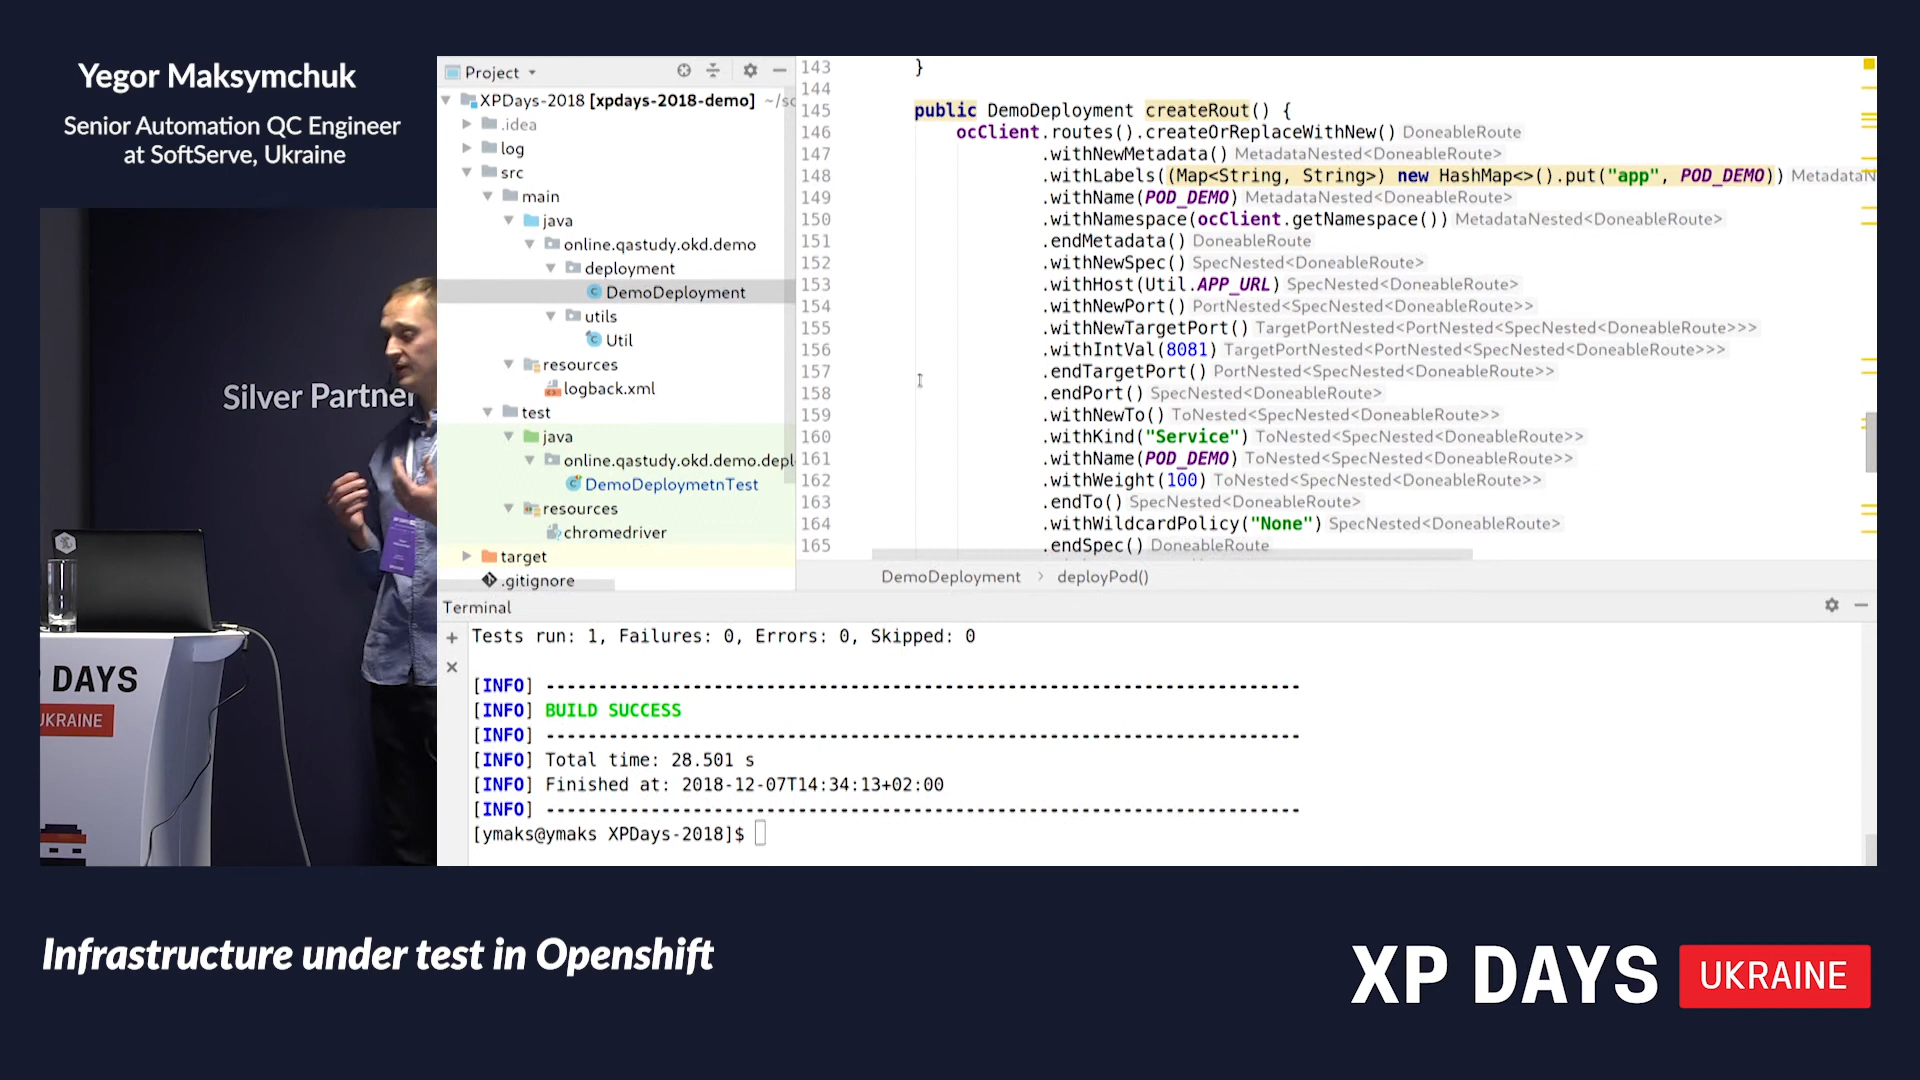 Yegor Maksymchuk
Senior Automation QC Engineer
at SoftServe, Ukraine
Silver Partner
DAYS
UKRAINE
Project
XPDays-2018 [xpdays-2018-demo]
.idea
log
src
main
java
online.qastudy.okd.demo
deployment
DemoDeployment
utils
Util
resources
logback.xml
test
java
online.qastudy.okd.demo.depl
DemoDeploymetnTest
resources
chromedriver
target
.gitignore
143 }
144
145 public DemoDeployment createRout() {
146 ocClient.routes().createOrReplaceWithNew() DoneableRoute
147 .withNewMetadata() MetadataNested<DoneableRoute>
148 .withLabels((Map<String, String>) new HashMap<>().put("app", POD_DEMO)) MetadataN
149 .withName(POD_DEMO) MetadataNested<DoneableRoute>
150 .withNamespace(ocClient.getNamespace()) MetadataNested<DoneableRoute>
151 .endMetadata() DoneableRoute
152 .withNewSpec() SpecNested<DoneableRoute>
153 .withHost(Util.APP_URL) SpecNested<DoneableRoute>
154 .withNewPort() PortNested<SpecNested<DoneableRoute>>
155 .withNewTargetPort() TargetPortNested<PortNested<SpecNested<DoneableRoute>>>
156 .withIntVal(8081) TargetPortNested<PortNested<SpecNested<DoneableRoute>>>
157 .endTargetPort() PortNested<SpecNested<DoneableRoute>>
158 .endPort() SpecNested<DoneableRoute>
159 .withNewTo() ToNested<SpecNested<DoneableRoute>>
160 .withKind("Service") ToNested<SpecNested<DoneableRoute>>
161 .withName(POD_DEMO) ToNested<SpecNested<DoneableRoute>>
162 .withWeight(100) ToNested<SpecNested<DoneableRoute>>
163 .endTo() SpecNested<DoneableRoute>
164 .withWildcardPolicy("None") SpecNested<DoneableRoute>
165 .endSpec() DoneableRoute
DemoDeployment > deployPod()
Terminal
Tests run: 1, Failures: 0, Errors: 0, Skipped: 0
[INFO] ------------------------------------------------------------------------
[INFO] BUILD SUCCESS
[INFO] ------------------------------------------------------------------------
[INFO] Total time: 28.501 s
[INFO] Finished at: 2018-12-07T14:34:13+02:00
[INFO] ------------------------------------------------------------------------
[ymaks@ymaks XPDays-2018]$
Infrastructure under test in Openshift
XP DAYS UKRAINE